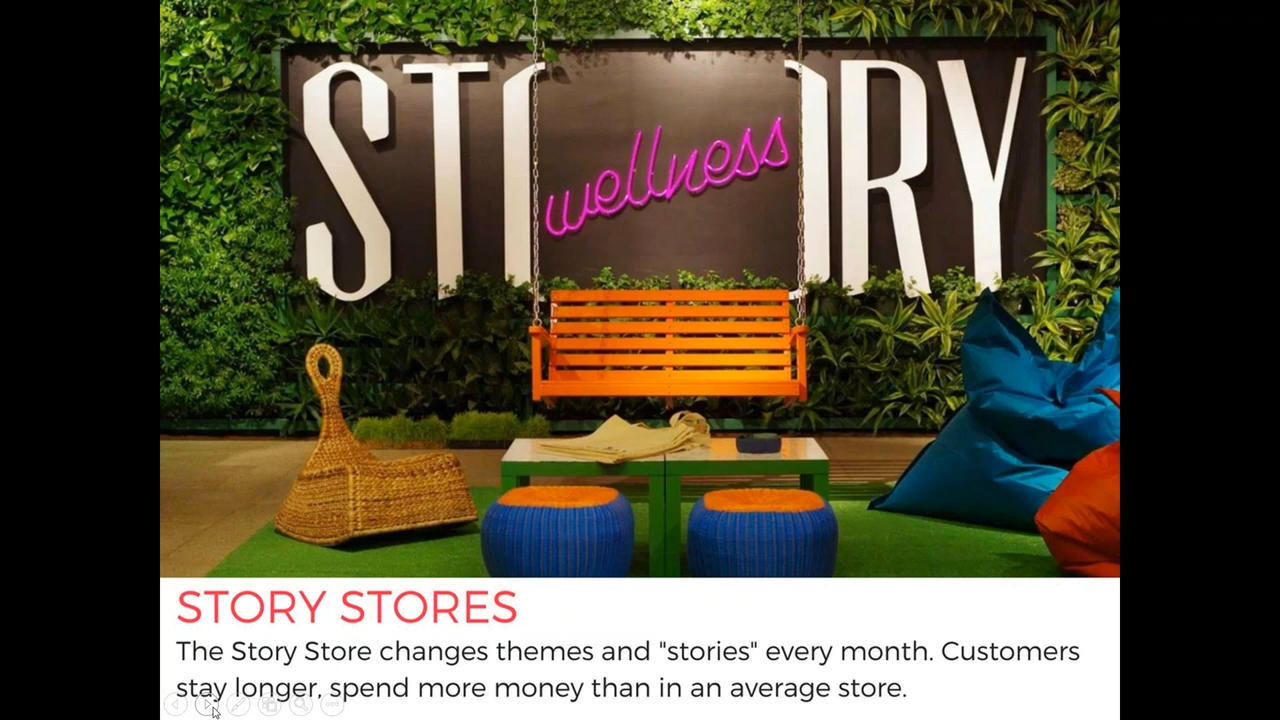 STORY
wellness
STORY STORES
The Story Store changes themes and "stories" every month. Customers
stay longer, spend more money than in an average store.